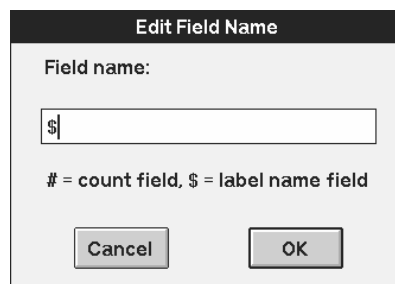 Edit Field Name
Field name:
$
# = count field, $ = label name field
Cancel
OK